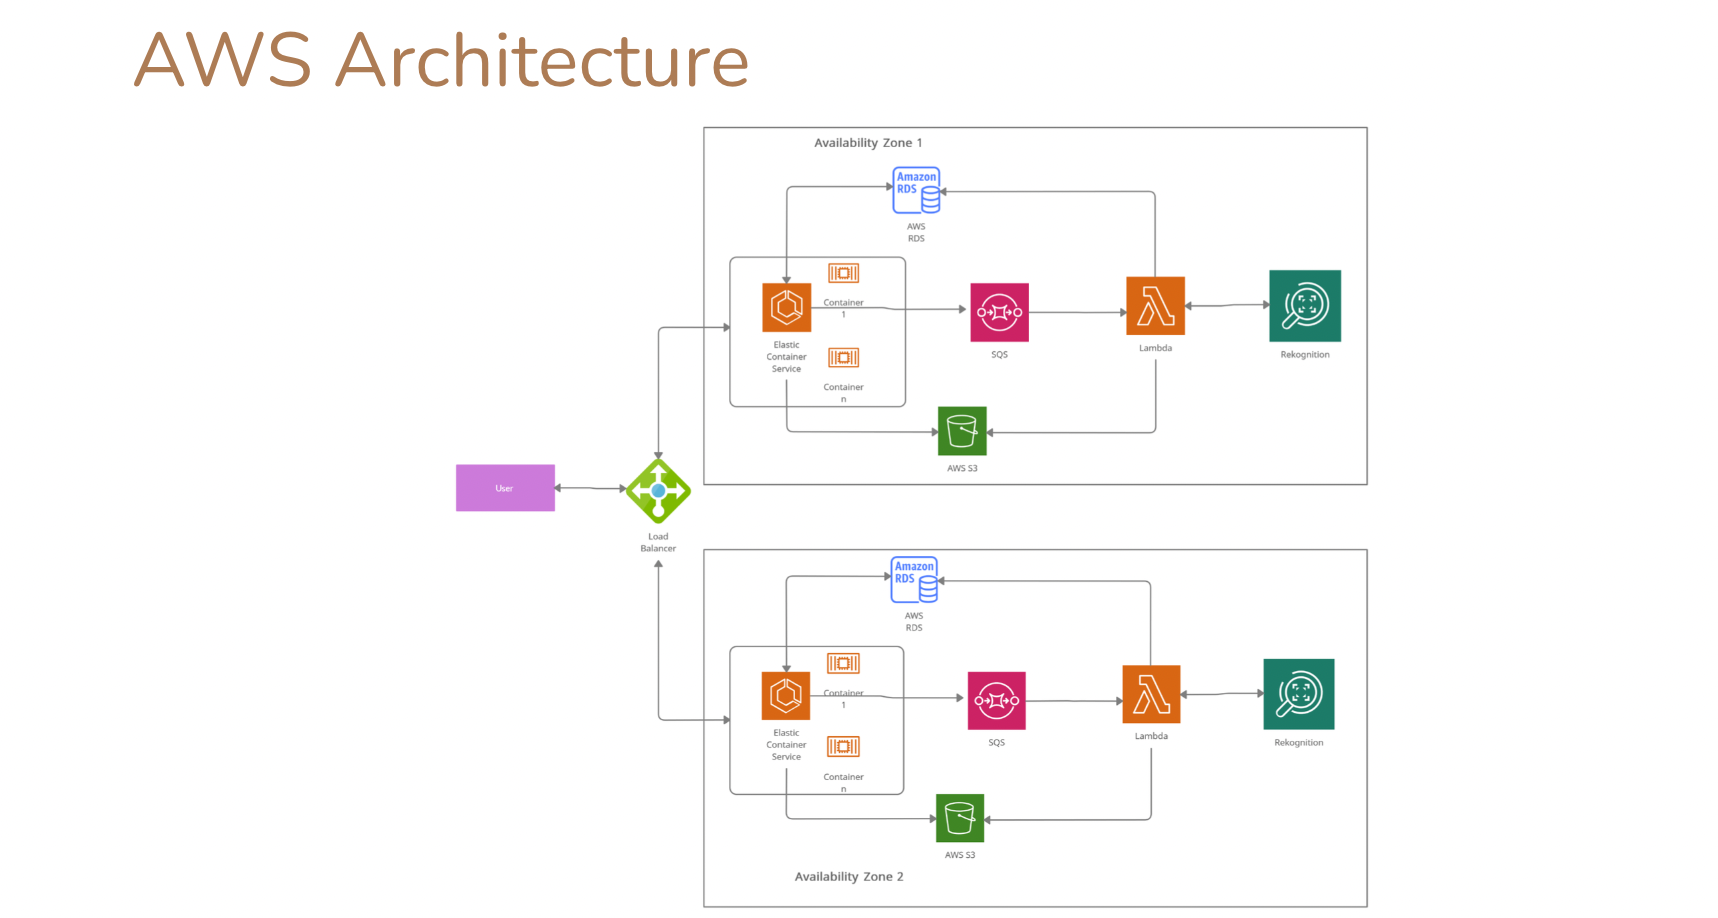 AWS Architecture
Availability Zone 1
Amazon
RDS
AWS
RDS
Container
1
Elastic
Container
Service
Container
n
SQS
Lambda
Rekognition
AWS S3
User
Load
Balancer
Amazon
RDS
AWS
RDS
Container
1
Elastic
Container
Service
Container
n
SQS
Lambda
Rekognition
AWS S3
Availability Zone 2